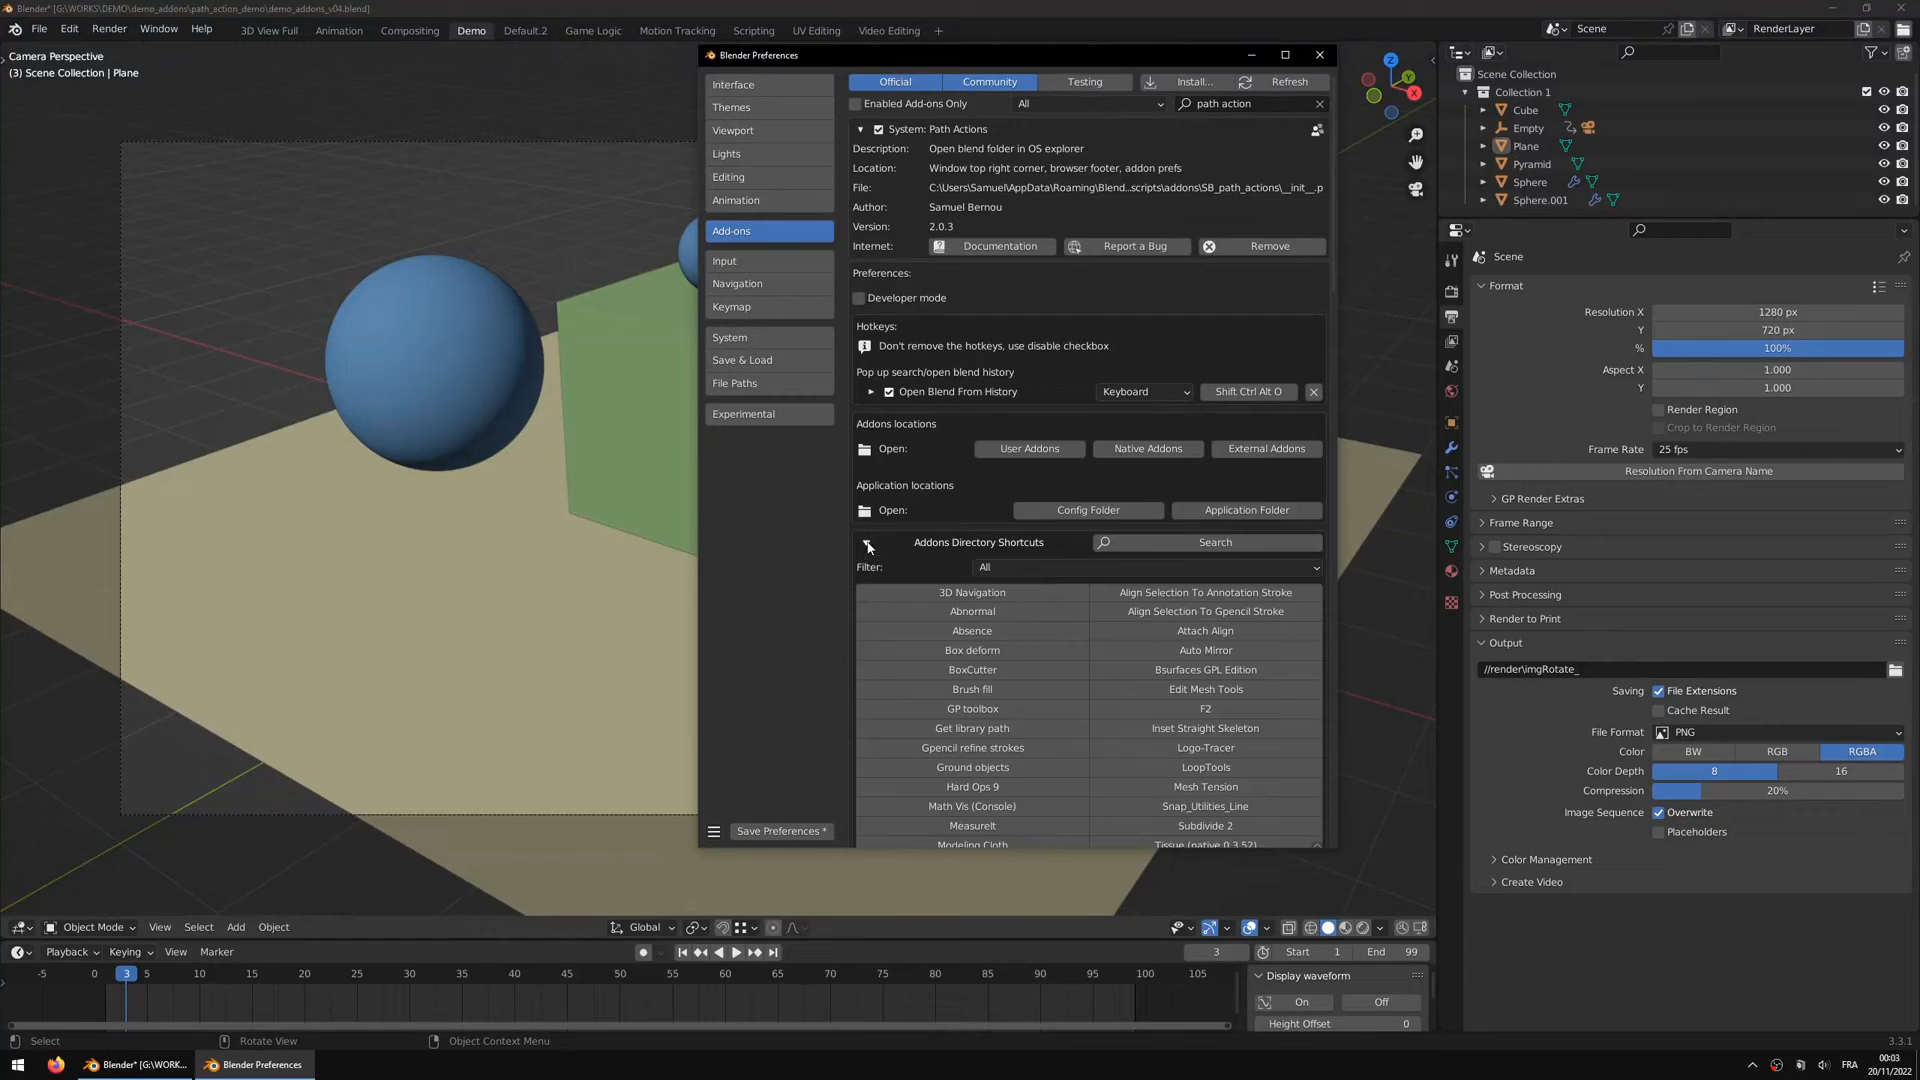 Blender* [G:\WORKS\DEMO\demo_addons\path_action_demo\demo_addons_v04.blend]
File Edit Render Window Help 3D View Full Animation Compositing Demo Default.2 Game Logic Motion Tracking Scripting UV Editing Video Editing + Scene RenderLayer
Camera Perspective
(3) Scene Collection | Plane
Blender Preferences
Interface
Themes
Viewport
Lights
Editing
Animation
Add-ons
Input
Navigation
Keymap
System
Save & Load
File Paths
Experimental
Save Preferences *
Official Community Testing Install... Refresh
Enabled Add-ons Only All path action
System: Path Actions
Description: Open blend folder in OS explorer
Location: Window top right corner, browser footer, addon prefs
File: C:\Users\Samuel\AppData\Roaming\Blend...scripts\addons\SB_path_actions\__init__.p
Author: Samuel Bernou
Version: 2.0.3
Internet: Documentation Report a Bug Remove
Preferences:
Developer mode
Hotkeys:
Don't remove the hotkeys, use disable checkbox
Pop up search/open blend history
Open Blend From History Keyboard Shift Ctrl Alt O
Addons locations
Open: User Addons Native Addons External Addons
Application locations
Open: Config Folder Application Folder
Addons Directory Shortcuts Search
Filter: All
3D Navigation Align Selection To Annotation Stroke
Abnormal Align Selection To Gpencil Stroke
Absence Attach Align
Box deform Auto Mirror
BoxCutter Bsurfaces GPL Edition
Brush fill Edit Mesh Tools
GP toolbox F2
Get library path Inset Straight Skeleton
Gpencil refine strokes Logo-Tracer
Ground objects LoopTools
Hard Ops 9 Mesh Tension
Math Vis (Console) Snap_Utilities_Line
MeasureIt Subdivide 2
Modeling Cloth Tissue (native 0.3.52)
Z
Y
X
Scene Collection
Collection 1
Cube
Empty
Plane
Pyramid
Sphere
Sphere.001
Scene
Format
Resolution X 1280 px
Y 720 px
% 100%
Aspect X 1.000
Y 1.000
Render Region
Crop to Render Region
Frame Rate 25 fps
Resolution From Camera Name
GP Render Extras
Frame Range
Stereoscopy
Metadata
Post Processing
Render to Print
Output
//render\imgRotate_
Saving File Extensions
Cache Result
File Format PNG
Color BW RGB RGBA
Color Depth 8 16
Compression 20%
Image Sequence Overwrite
Placeholders
Color Management
Create Video
Object Mode View Select Add Object Global
Playback Keying View Marker 3 Start 1 End 99
-5 0 3 5 10 15 20 25 30 35 40 45 50 55 60 65 70 75 80 85 90 95 100 105
Display waveform
On Off
Height Offset 0
Select Rotate View Object Context Menu 3.3.1
Blender* [G:\WORK... Blender Preferences FRA 00:03
20/11/2022